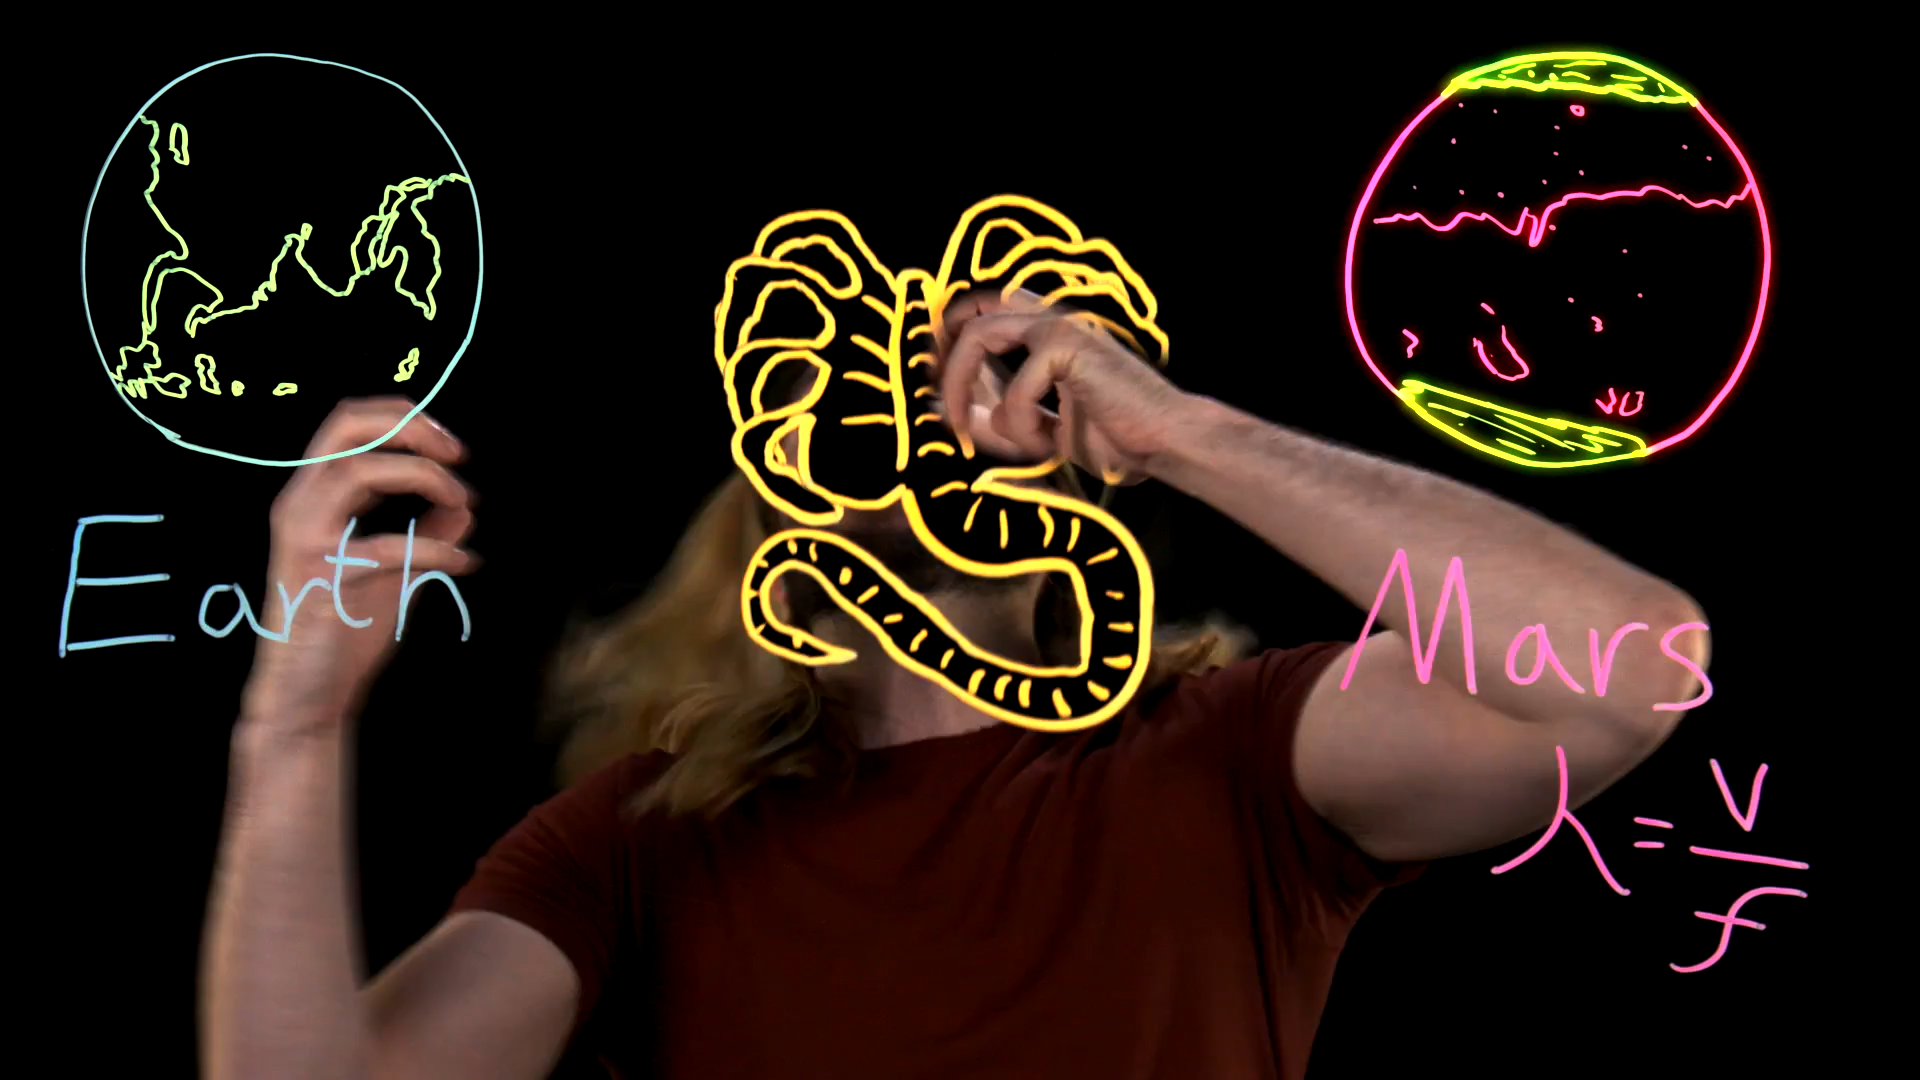 Earth
Mars
λ = v/f